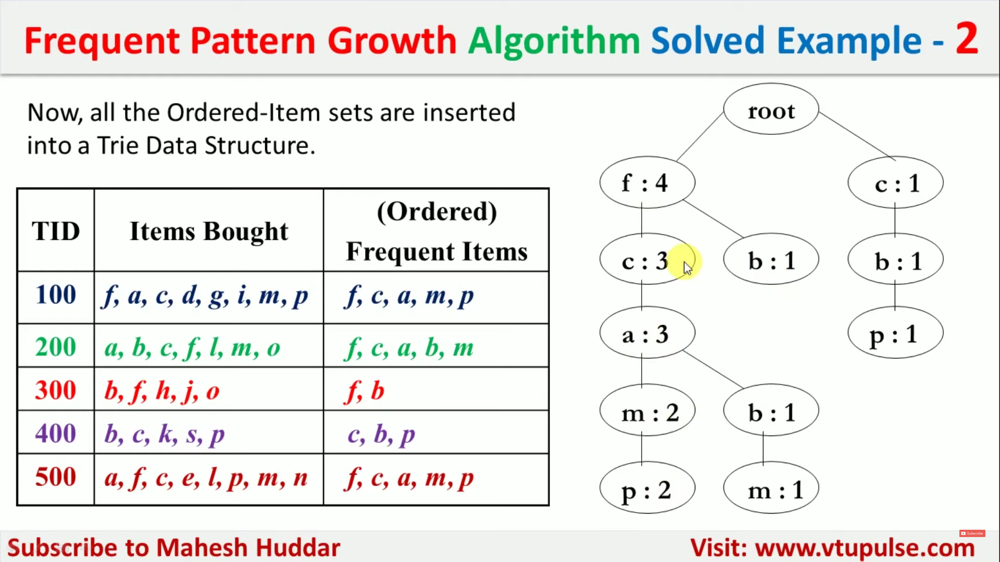 Frequent Pattern Growth Algorithm Solved Example - 2
Now, all the Ordered-Item sets are inserted
into a Trie Data Structure.
TID
Items Bought
(Ordered)
Frequent Items
100
f, a, c, d, g, i, m, p
f, c, a, m, p
200
a, b, c, f, l, m, o
f, c, a, b, m
300
b, f, h, j, o
f, b
400
b, c, k, s, p
c, b, p
500
a, f, c, e, l, p, m, n
f, c, a, m, p
root
f : 4
c : 1
c : 3
b : 1
b : 1
a : 3
p : 1
m : 2
b : 1
p : 2
m : 1
Subscribe
Subscribe to Mahesh Huddar
Visit: www.vtupulse.com